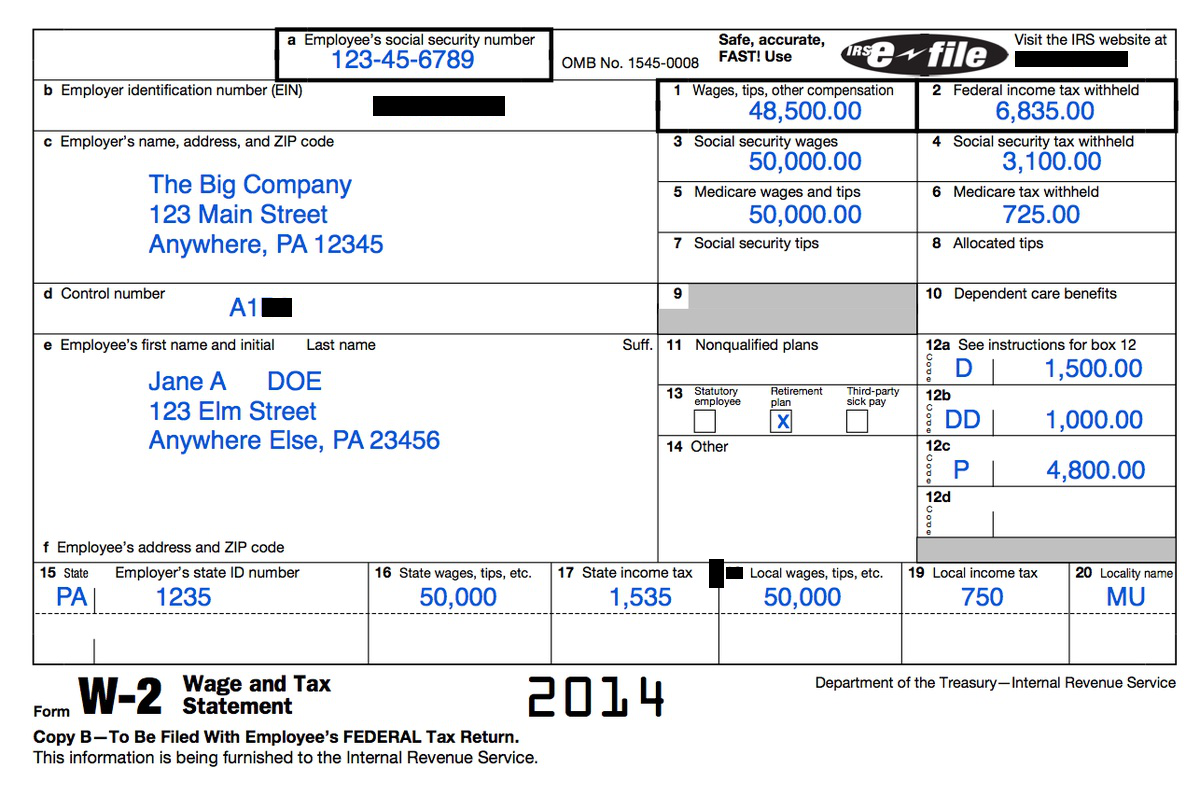 a Employee's social security number
123-45-6789
OMB No. 1545-0008
Safe, accurate,
FAST! Use
IRS e-file
Visit the IRS website at
b Employer identification number (EIN)
1 Wages, tips, other compensation
48,500.00
2 Federal income tax withheld
6,835.00
c Employer's name, address, and ZIP code
The Big Company
123 Main Street
Anywhere, PA 12345
3 Social security wages
50,000.00
4 Social security tax withheld
3,100.00
5 Medicare wages and tips
50,000.00
6 Medicare tax withheld
725.00
7 Social security tips
8 Allocated tips
d Control number
A1
9
10 Dependent care benefits
e Employee's first name and initial Last name Suff.
Jane A DOE
123 Elm Street
Anywhere Else, PA 23456
11 Nonqualified plans
12a See instructions for box 12
Code
D 1,500.00
13 Statutory employee Retirement plan Third-party sick pay
X
12b
Code
DD 1,000.00
14 Other
12c
Code
P 4,800.00
12d
Code
f Employee's address and ZIP code
15 State Employer's state ID number 16 State wages, tips, etc. 17 State income tax Local wages, tips, etc. 19 Local income tax 20 Locality name
PA 1235 50,000 1,535 50,000 750 MU
Form W-2 Wage and Tax
Statement
2014
Department of the Treasury—Internal Revenue Service
Copy B—To Be Filed With Employee's FEDERAL Tax Return.
This information is being furnished to the Internal Revenue Service.